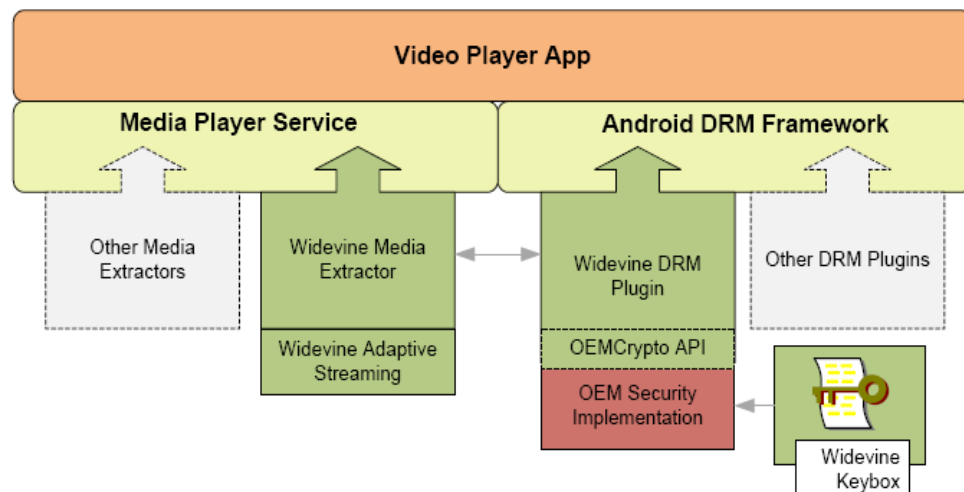 Video Player App
Media Player Service
Android DRM Framework
Other Media
Extractors
Widevine Media
Extractor
Widevine DRM
Plugin
Other DRM Plugins
Widevine Adaptive
Streaming
OEMCrypto API
OEM Security
Implementation
Widevine
Keybox